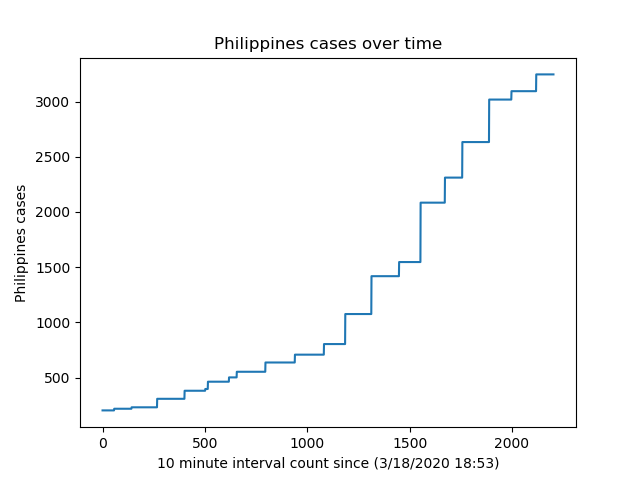 Philippines cases over time
3000
2500
2000
1500
1000
500
Philippines cases
0 500 1000 1500 2000
10 minute interval count since (3/18/2020 18:53)